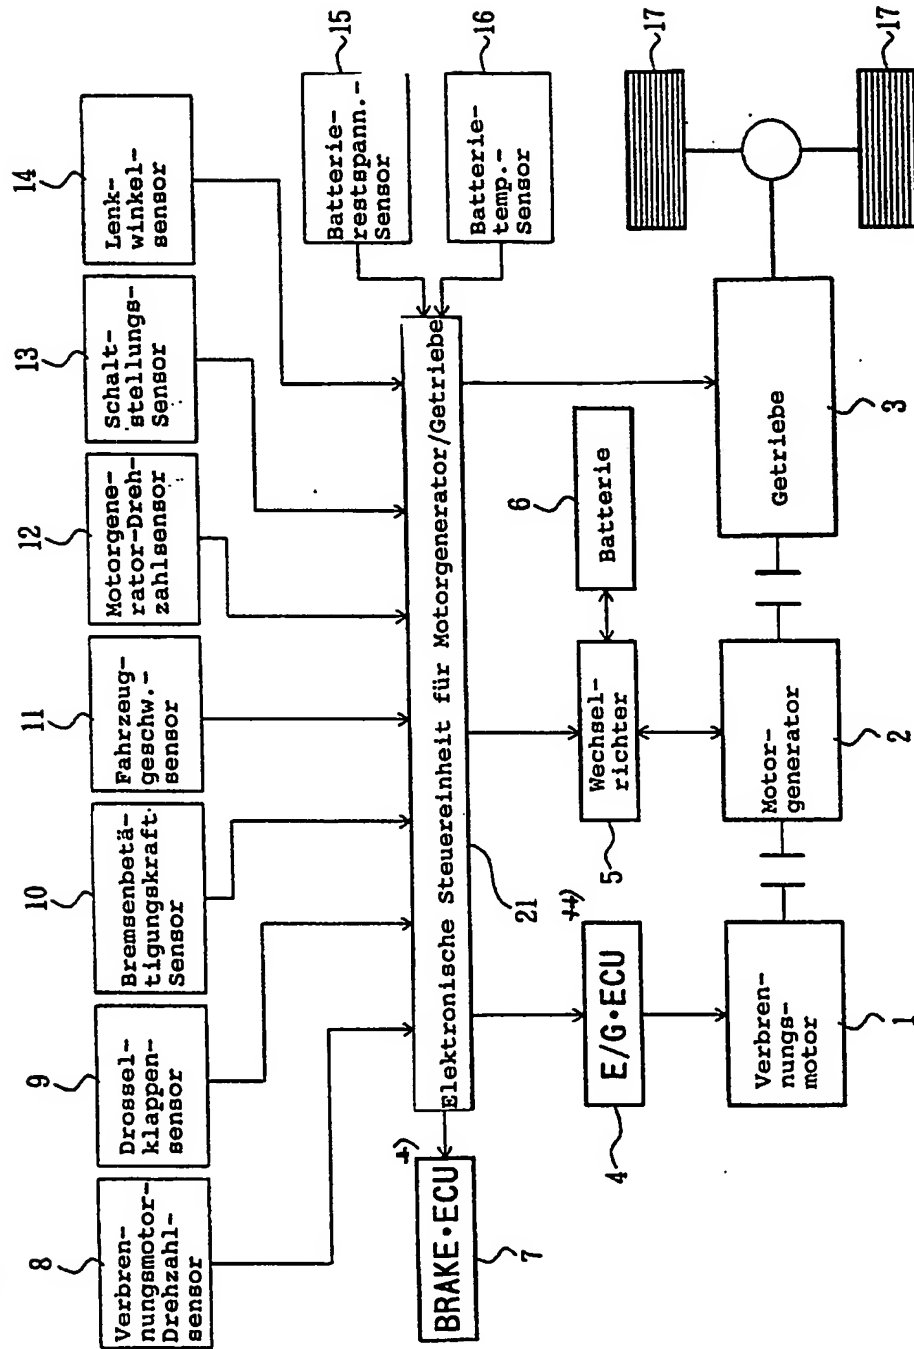 8
Verbren-
nungsmotor-
Drehzahl-
sensor
9
Drossel-
klappen-
sensor
10
Bremsenbetä-
tigungskraft-
Sensor
11
Fahrzeug-
geschw.-
sensor
12
Motorgene-
rator-Dreh-
zahlsensor
13
Schalt-
stellungs-
Sensor
14
Lenk-
winkel-
sensor
15
Batterie-
restspann.-
Sensor
16
Batterie-
temp.-
Sensor
Elektronische Steuereinheit für Motorgenerator/Getriebe
21
+)
BRAKE·ECU
7
++)
E/G·ECU
4
Wechsel-
richter
5
Batterie
6
Verbren-
nungs-
motor
1
Motor-
generator
2
Getriebe
3
17
17